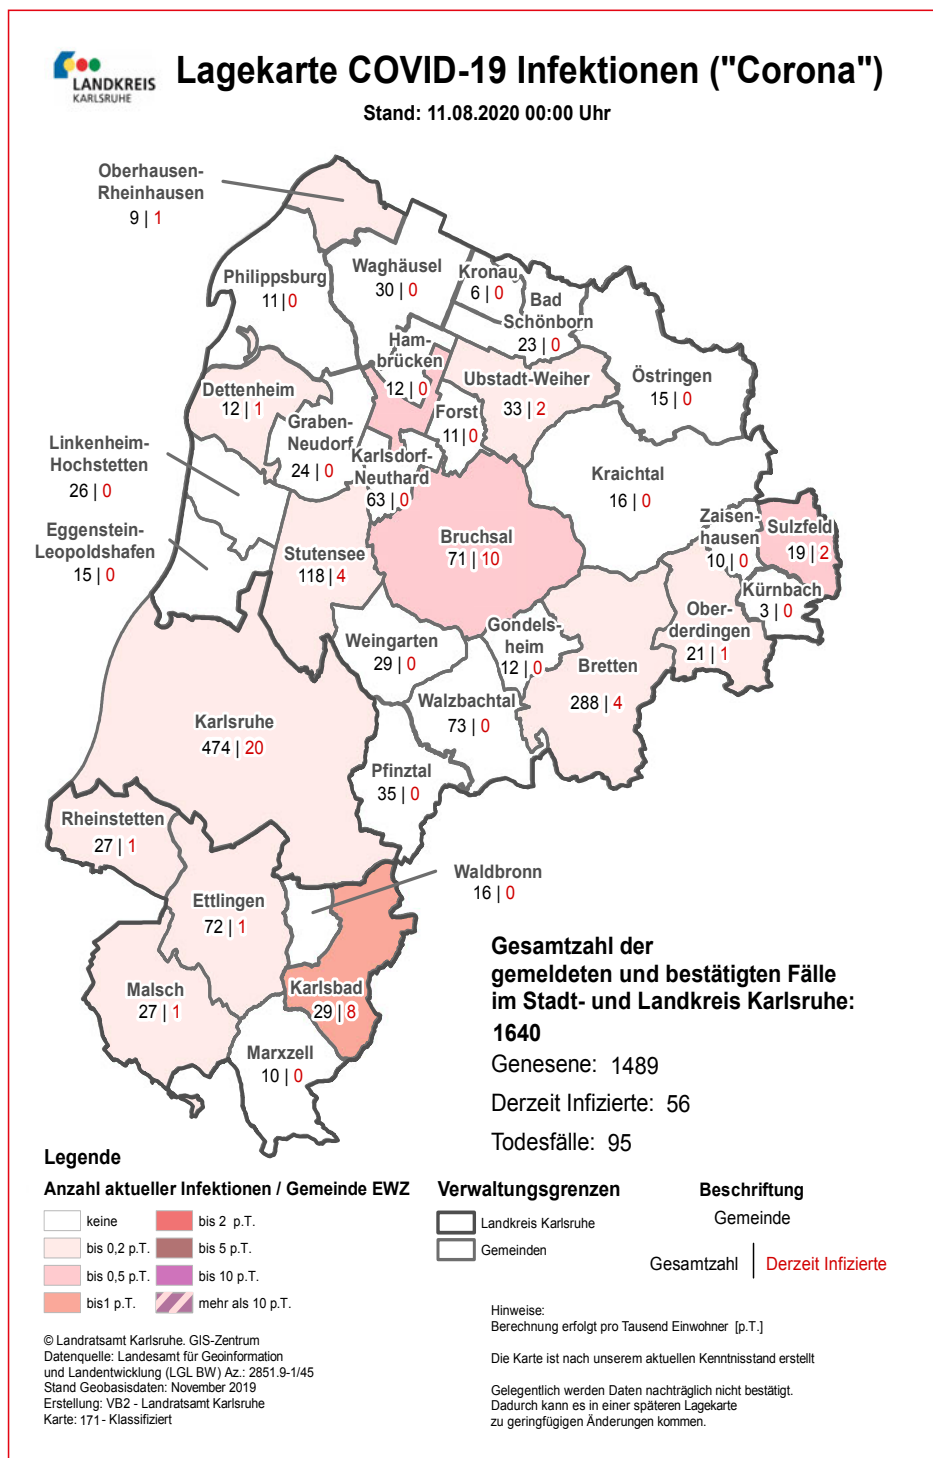 LANDKREIS
KARLSRUHE
Lagekarte COVID-19 Infektionen ("Corona")
Stand: 11.08.2020 00:00 Uhr
Oberhausen-
Rheinhausen
9 | 1
Philippsburg
11|0
Waghäusel
30 | 0
Kronau
6 | 0
Bad
Schönborn
23 | 0
Ham-
brücken
12 | 0
Östringen
15 | 0
Dettenheim
12 | 1
Ubstadt-Weiher
33 | 2
Graben-
Neudorf
24 | 0
Forst
11|0
Linkenheim-
Hochstetten
26 | 0
Karlsdorf-
Neuthard
63 | 0
Kraichtal
16 | 0
Eggenstein-
Leopoldshafen
15 | 0
Stutensee
118 | 4
Bruchsal
71 | 10
Zaisen-
hausen
10 | 0
Sulzfeld
19 | 2
Kürnbach
3 | 0
Weingarten
29 | 0
Gondels-
heim
12 | 0
Ober-
derdingen
21 | 1
Bretten
288 | 4
Walzbachtal
73 | 0
Karlsruhe
474 | 20
Pfinztal
35 | 0
Rheinstetten
27 | 1
Waldbronn
16 | 0
Ettlingen
72 | 1
Malsch
27 | 1
Karlsbad
29 | 8
Marxzell
10 | 0
Gesamtzahl der
gemeldeten und bestätigten Fälle
im Stadt- und Landkreis Karlsruhe:
1640
Genesene: 1489
Derzeit Infizierte: 56
Todesfälle: 95
Legende
Anzahl aktueller Infektionen / Gemeinde EWZ
keine
bis 0,2 p.T.
bis 0,5 p.T.
bis1 p.T.
bis 2 p.T.
bis 5 p.T.
bis 10 p.T.
mehr als 10 p.T.
Verwaltungsgrenzen
Landkreis Karlsruhe
Gemeinden
Beschriftung
Gemeinde
Gesamtzahl | Derzeit Infizierte
© Landratsamt Karlsruhe. GIS-Zentrum
Datenquelle: Landesamt für Geoinformation
und Landentwicklung (LGL BW) Az.: 2851.9-1/45
Stand Geobasisdaten: November 2019
Erstellung: VB2 - Landratsamt Karlsruhe
Karte: 171 - Klassifiziert
Hinweise:
Berechnung erfolgt pro Tausend Einwohner [p.T.]
Die Karte ist nach unserem aktuellen Kenntnisstand erstellt
Gelegentlich werden Daten nachträglich nicht bestätigt.
Dadurch kann es in einer späteren Lagekarte
zu geringfügigen Änderungen kommen.